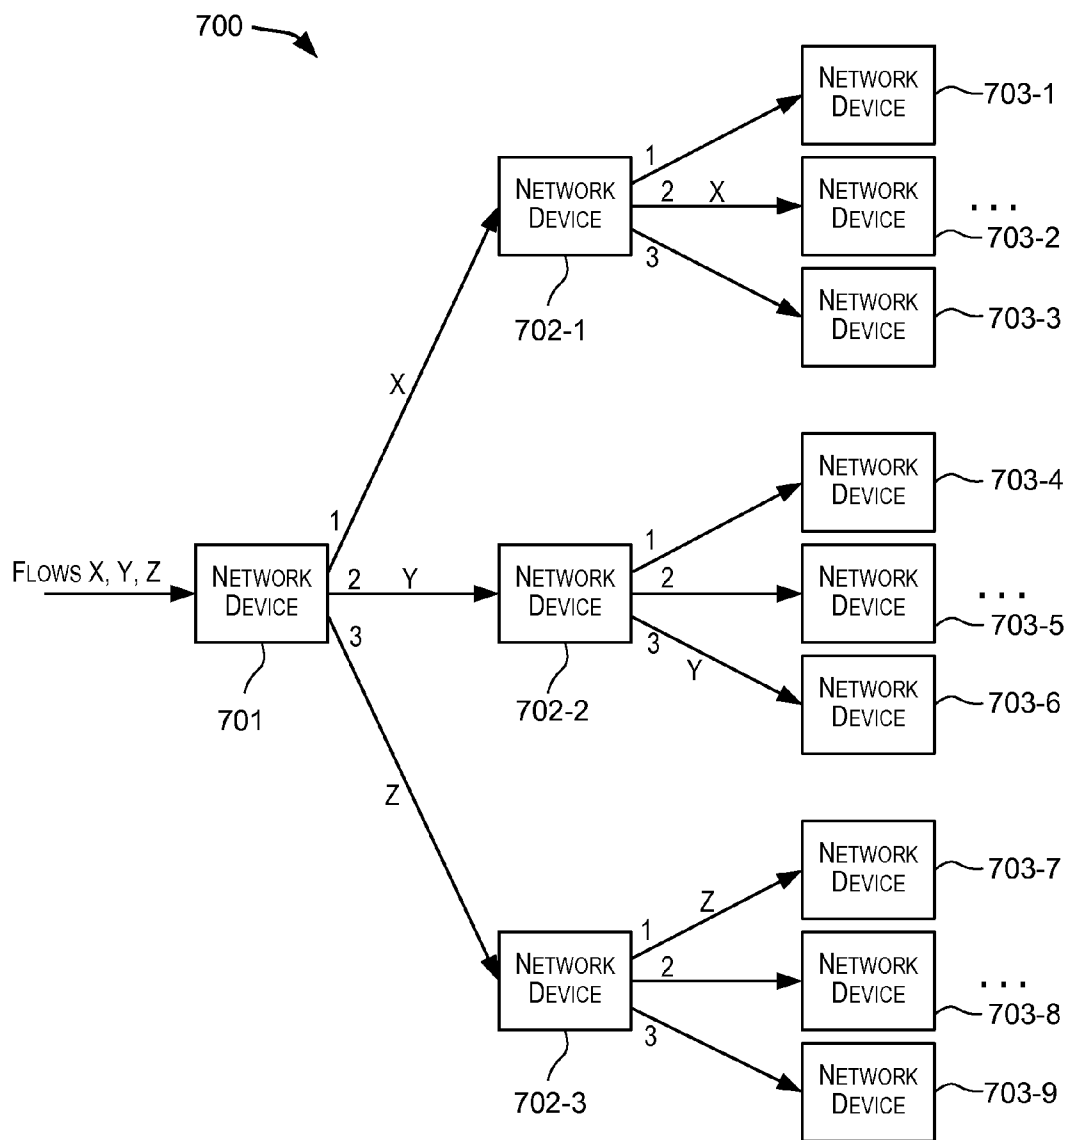 700
NETWORK
DEVICE
703-1
NETWORK
DEVICE
1
2
X
3
NETWORK
DEVICE
...
703-2
702-1
NETWORK
DEVICE
703-3
X
NETWORK
DEVICE
703-4
FLOWS X, Y, Z
NETWORK
DEVICE
701
1
2
Y
3
NETWORK
DEVICE
702-2
1
2
3
Y
NETWORK
DEVICE
...
703-5
NETWORK
DEVICE
703-6
Z
NETWORK
DEVICE
703-7
NETWORK
DEVICE
702-3
1
Z
2
3
NETWORK
DEVICE
...
703-8
NETWORK
DEVICE
703-9